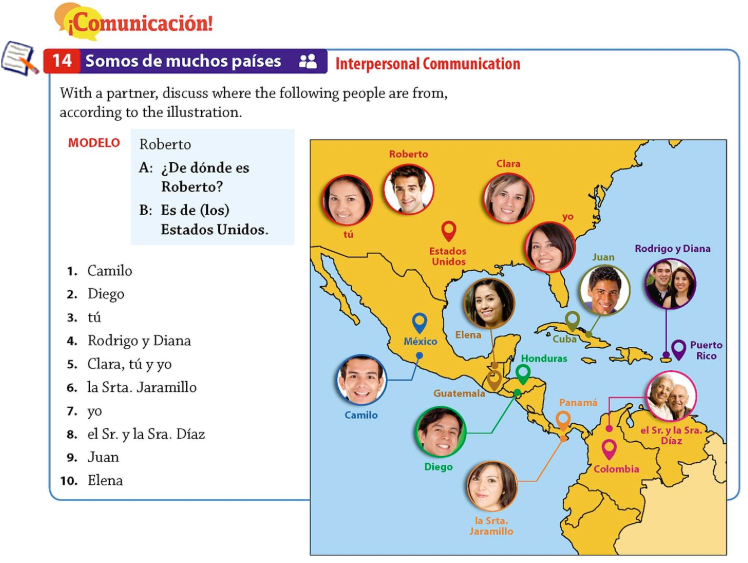 ¡Comunicación!
14 Somos de muchos países Interpersonal Communication
With a partner, discuss where the following people are from,
according to the illustration.
MODELO Roberto
A: ¿De dónde es
Roberto?
B: Es de (los)
Estados Unidos.
1. Camilo
2. Diego
3. tú
4. Rodrigo y Diana
5. Clara, tú y yo
6. la Srta. Jaramillo
7. yo
8. el Sr. y la Sra. Díaz
9. Juan
10. Elena
Roberto
Clara
tú
yo
Estados
Unidos
Juan
Rodrigo y Diana
Elena
México
Cuba
Puerto
Rico
Honduras
Camilo
Guatemala
Panamá
el Sr. y la Sra.
Díaz
Diego
Colombia
la Srta.
Jaramillo